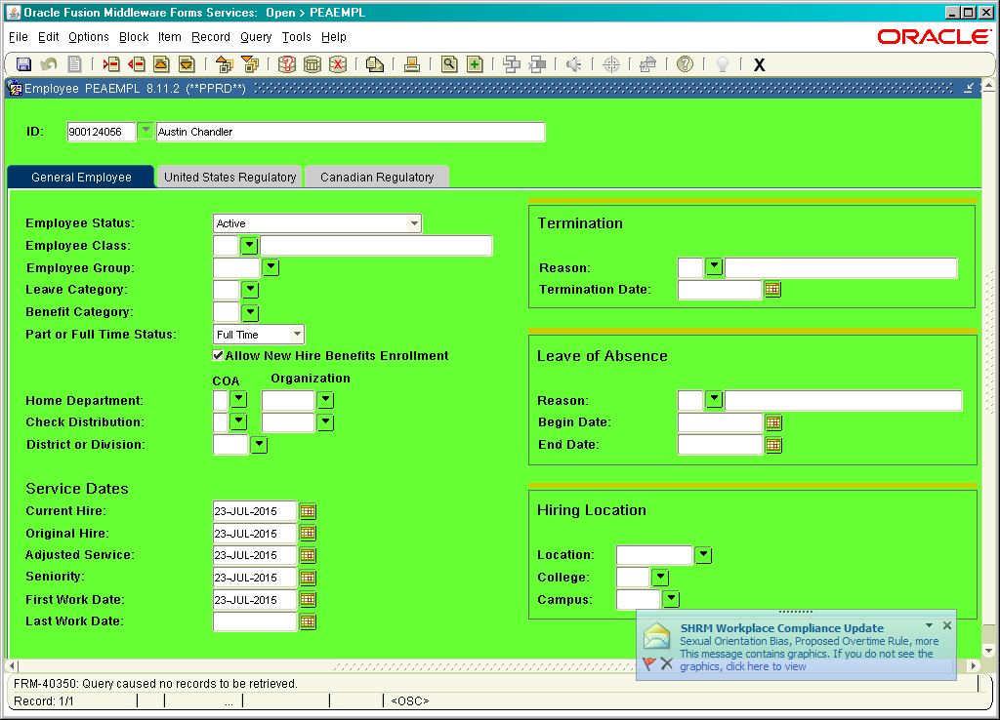 Oracle Fusion Middleware Forms Services: Open > PEAEMPL
File Edit Options Block Item Record Query Tools Help
ORACLE
X
Employee PEAEMPL 8.11.2 (**PPRD**)
ID: 900124056 Austin Chandler
General Employee United States Regulatory Canadian Regulatory
Employee Status: Active
Employee Class:
Employee Group:
Leave Category:
Benefit Category:
Part or Full Time Status: Full Time
Allow New Hire Benefits Enrollment
COA Organization
Home Department:
Check Distribution:
District or Division:
Service Dates
Current Hire: 23-JUL-2015
Original Hire: 23-JUL-2015
Adjusted Service: 23-JUL-2015
Seniority: 23-JUL-2015
First Work Date: 23-JUL-2015
Last Work Date:
Termination
Reason:
Termination Date:
Leave of Absence
Reason:
Begin Date:
End Date:
Hiring Location
Location:
College:
Campus:
SHRM Workplace Compliance Update
Sexual Orientation Bias, Proposed Overtime Rule, more
This message contains graphics. If you do not see the
graphics, click here to view
FRM-40350: Query caused no records to be retrieved.
Record: 1/1 ... <OSC>